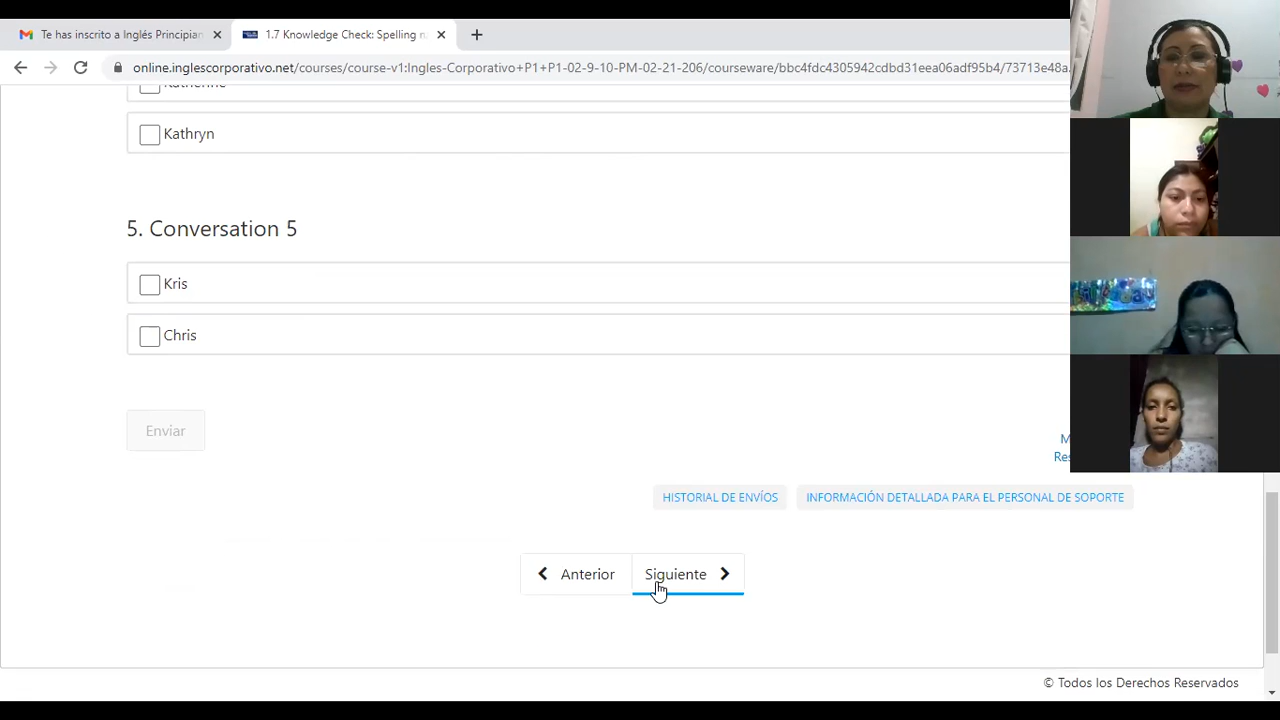 Te has inscrito a Inglés Principian
1.7 Knowledge Check: Spelling n
online.inglescorporativo.net/courses/course-v1:Ingles-Corporativo+P1+P1-02-9-10-PM-02-21-206/courseware/bbc4fdc4305942cdbd31eea06adf95b4/73713e48a
Katherine
Kathryn
5. Conversation 5
Kris
Chris
Enviar
M
Res
HISTORIAL DE ENVÍOS
INFORMACIÓN DETALLADA PARA EL PERSONAL DE SOPORTE
Anterior
Siguiente
© Todos los Derechos Reservados